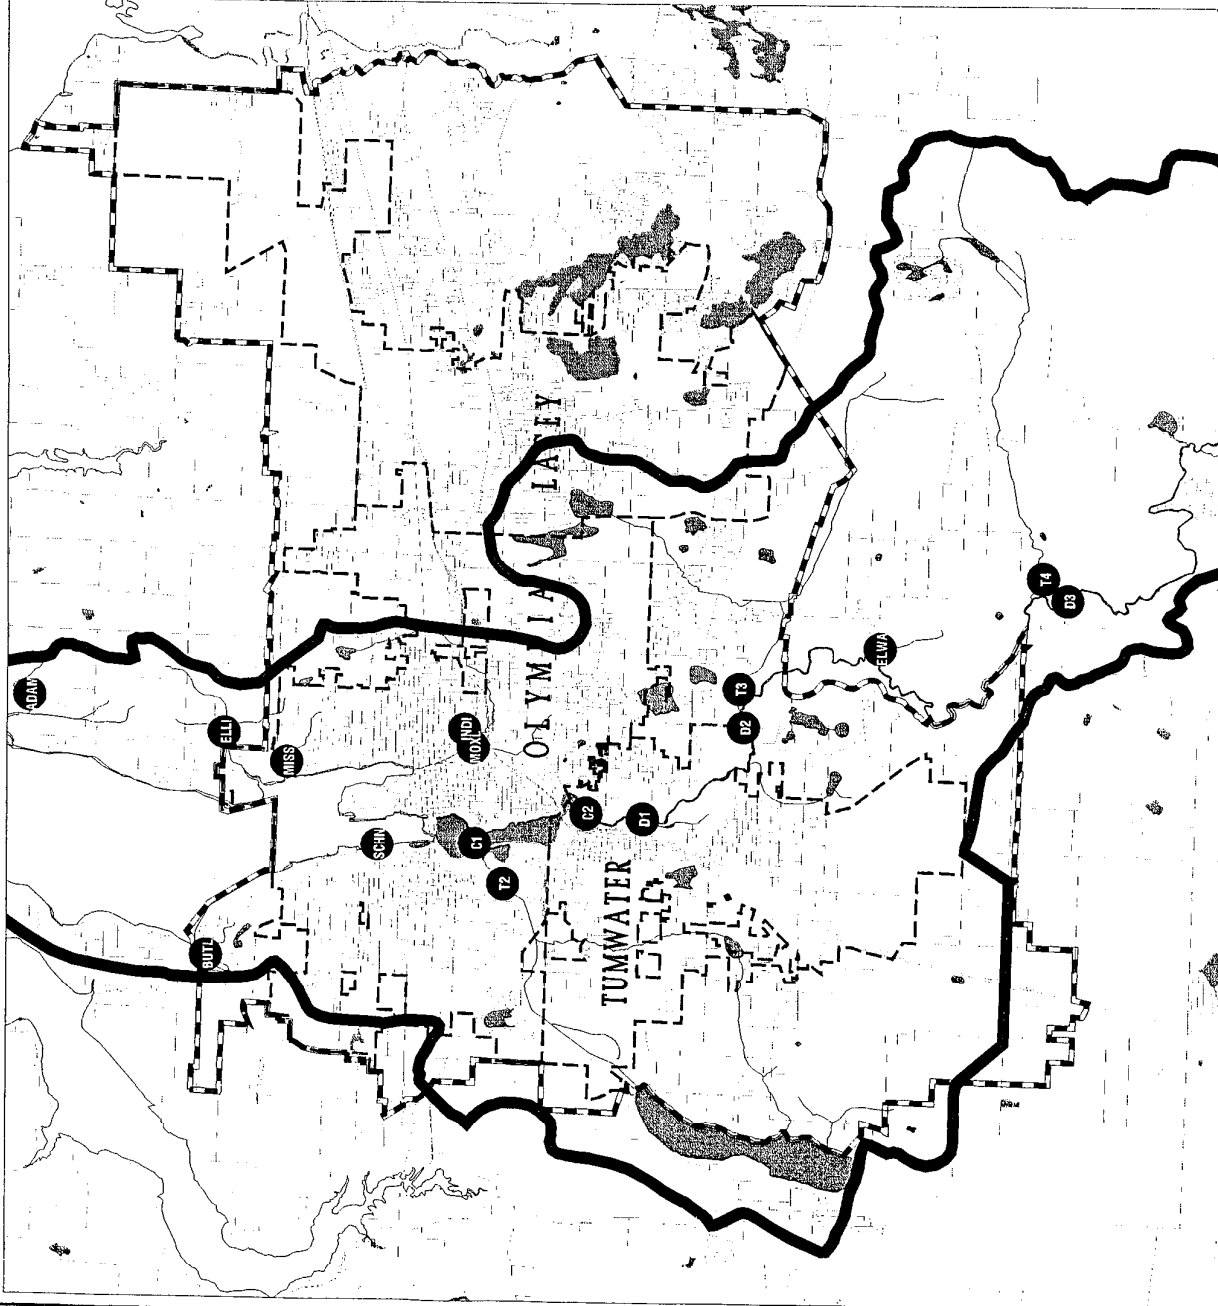 ADAM
ELLI
MISS
INDI
MOX
SCHN
BUTL
C1
T2
C2
D1
D2
T3
ELWA
T4
D3
OLYMPIA
LACEY
TUMWATER